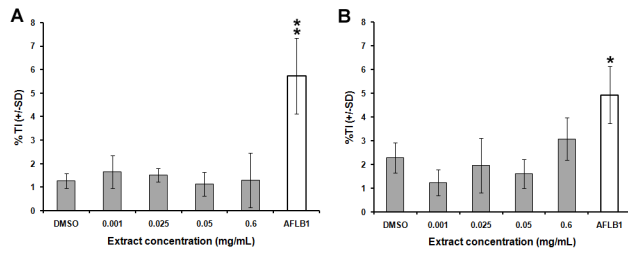 A
%TI (+/-SD)
8
7
6
5
4
3
2
1
0
*
*
DMSO 0.001 0.025 0.05 0.6 AFLB1
Extract concentration (mg/mL)
B
%TI (+/-SD)
8
7
6
5
4
3
2
1
0
*
DMSO 0.001 0.025 0.05 0.6 AFLB1
Extract concentration (mg/mL)